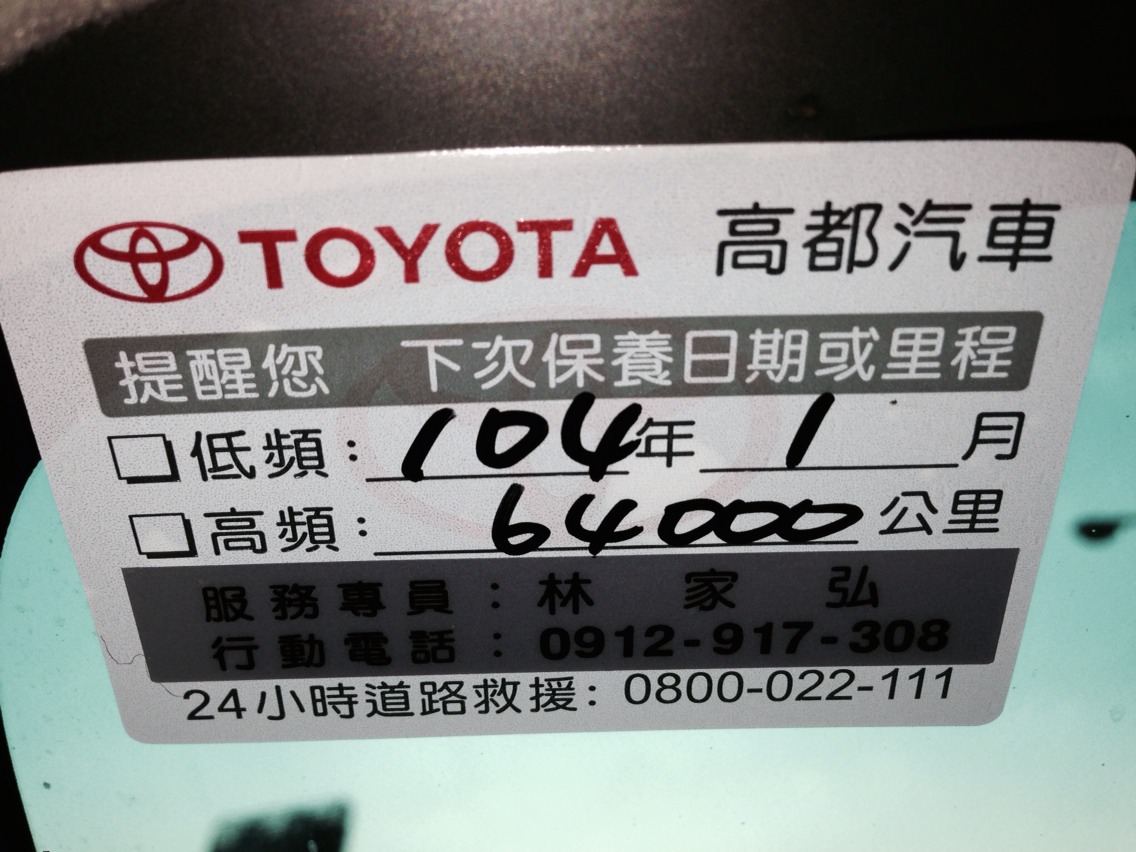 TOYOTA 高都汽車
提醒您 下次保養日期或里程
低頻：104年1月
高頻：64000公里
服務專員：林家弘
行動電話：0912-917-308
24小時道路救援：0800-022-111